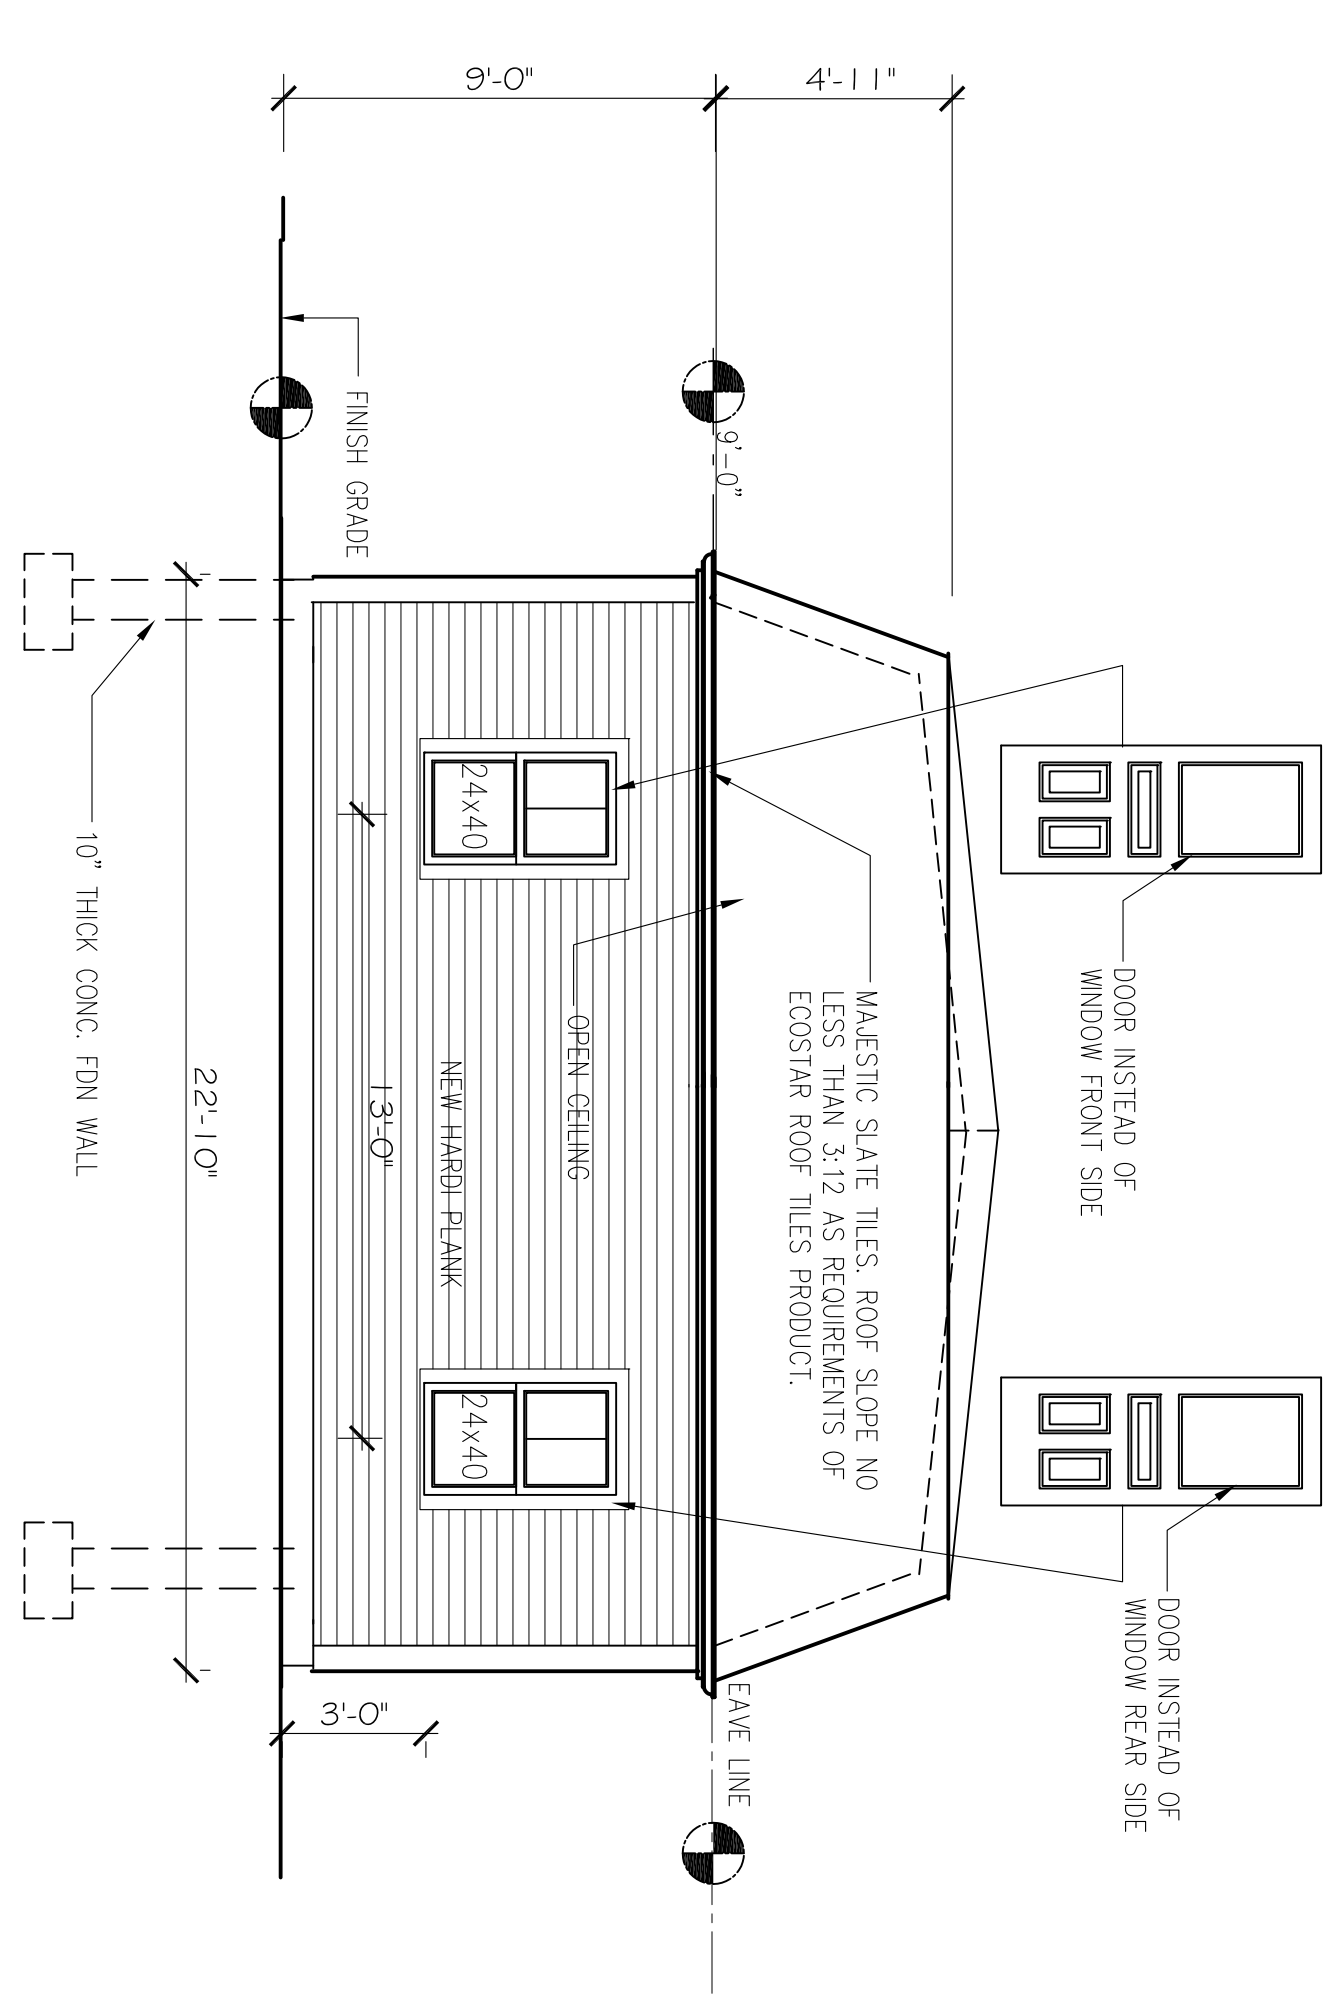 DOOR INSTEAD OF
WINDOW FRONT SIDE
DOOR INSTEAD OF
WINDOW REAR SIDE
4'-11"
MAJESTIC SLATE TILES. ROOF SLOPE NO
LESS THAN 3:12 AS REQUIREMENTS OF
ECOSTAR ROOF TILES PRODUCT.
9'-0"
EAVE LINE
9'-0"
OPEN CEILING
24x40
24x40
NEW HARDI PLANK
13'-0"
3'-0"
FINISH GRADE
22'-10"
10" THICK CONC. FDN WALL